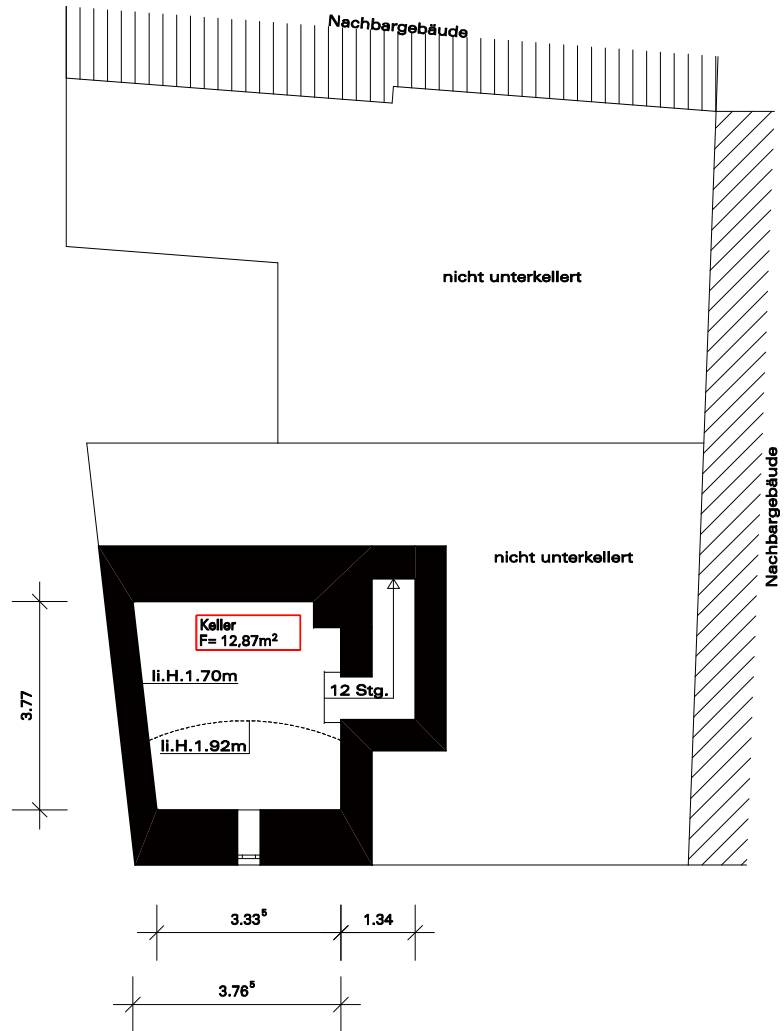 Nachbargebäude
nicht unterkellert
Nachbargebäude
nicht unterkellert
Keller
F= 12,87m²
li.H.1.70m
12 Stg.
3.77
li.H.1.92m
3.33⁵
1.34
3.76⁵